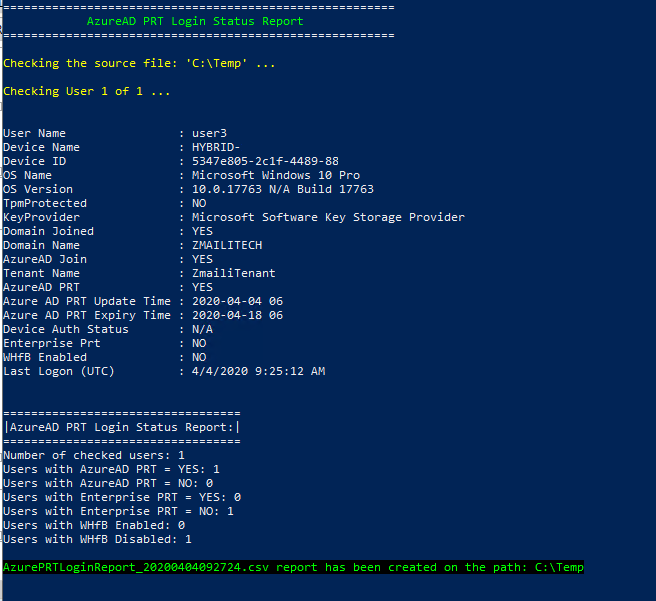 ========================================================
AzureAD PRT Login Status Report
========================================================
Checking the source file: 'C:\Temp' ...
Checking User 1 of 1 ...
User Name                : user3
Device Name              : HYBRID-
Device ID                : 5347e805-2c1f-4489-88
OS Name                  : Microsoft Windows 10 Pro
OS Version               : 10.0.17763 N/A Build 17763
TpmProtected             : NO
KeyProvider              : Microsoft Software Key Storage Provider
Domain Joined            : YES
Domain Name              : ZMAILITECH
AzureAD Join             : YES
Tenant Name              : ZmailiTenant
AzureAD PRT              : YES
Azure AD PRT Update Time : 2020-04-04 06
Azure AD PRT Expiry Time : 2020-04-18 06
Device Auth Status       : N/A
Enterprise Prt           : NO
WHfB Enabled             : NO
Last Logon (UTC)         : 4/4/2020 9:25:12 AM
==================================
|AzureAD PRT Login Status Report:|
==================================
Number of checked users: 1
Users with AzureAD PRT = YES: 1
Users with AzureAD PRT = NO: 0
Users with Enterprise PRT = YES: 0
Users with Enterprise PRT = NO: 1
Users with WHfB Enabled: 0
Users with WHfB Disabled: 1
AzurePRTLoginReport_20200404092724.csv report has been created on the path: C:\Temp